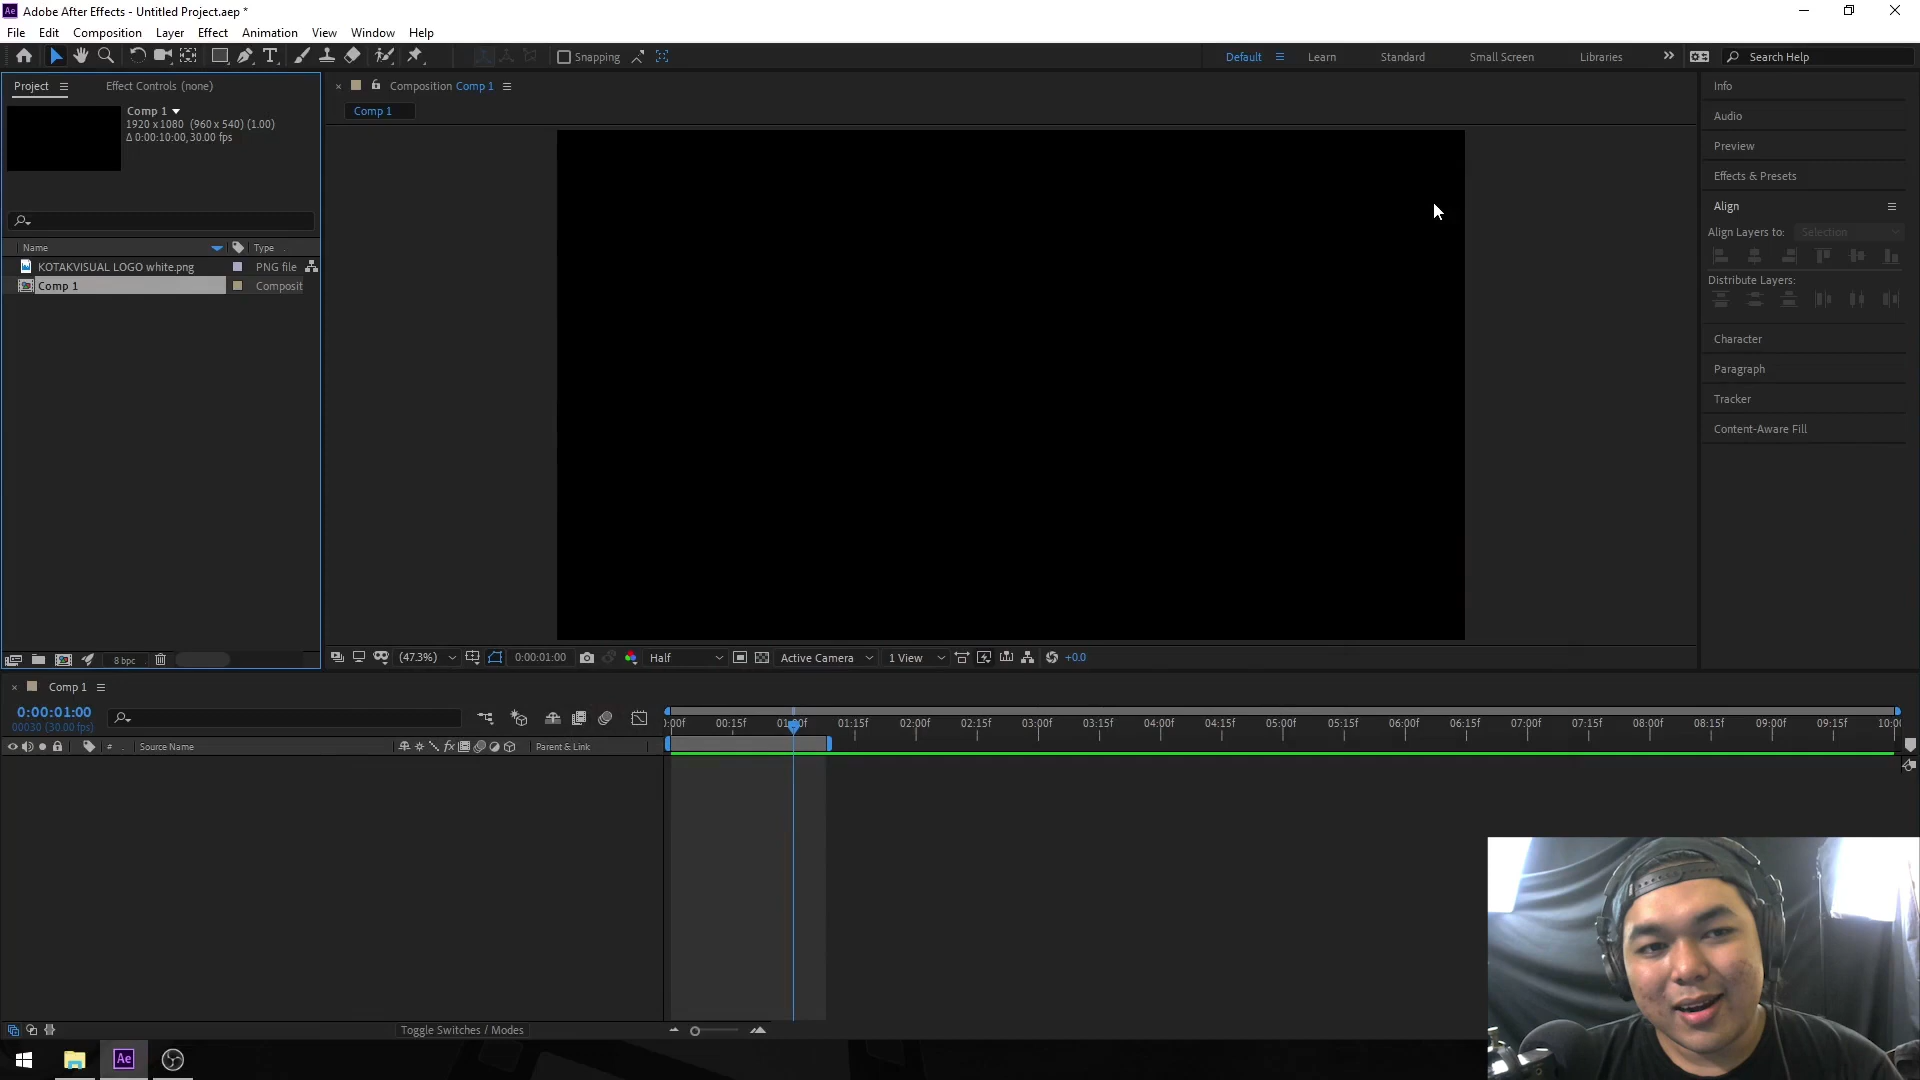 Adobe After Effects - Untitled Project.aep *
File Edit Composition Layer Effect Animation View Window Help
Snapping
Default Learn Standard Small Screen Libraries Search Help
Project Effect Controls (none)
Composition Comp 1
Comp 1
1920 x 1080 (960 x 540) (1.00)
Δ 0:00:10:00, 30.00 fps
Comp 1
Name Type
KOTAKVISUAL LOGO white.png PNG file
Comp 1 Composit
8 bpc
(47.3%) 0:00:01:00 Half Active Camera 1 View +0.0
Info
Audio
Preview
Effects & Presets
Align
Align Layers to: Selection
Distribute Layers:
Character
Paragraph
Tracker
Content-Aware Fill
Comp 1
0:00:01:00
00030 (30.00 fps)
# Source Name fx Parent & Link
):00f 00:15f 01:00f 01:15f 02:00f 02:15f 03:00f 03:15f 04:00f 04:15f 05:00f 05:15f 06:00f 06:15f 07:00f 07:15f 08:00f 08:15f 09:00f 09:15f 10:0
Toggle Switches / Modes
Ae